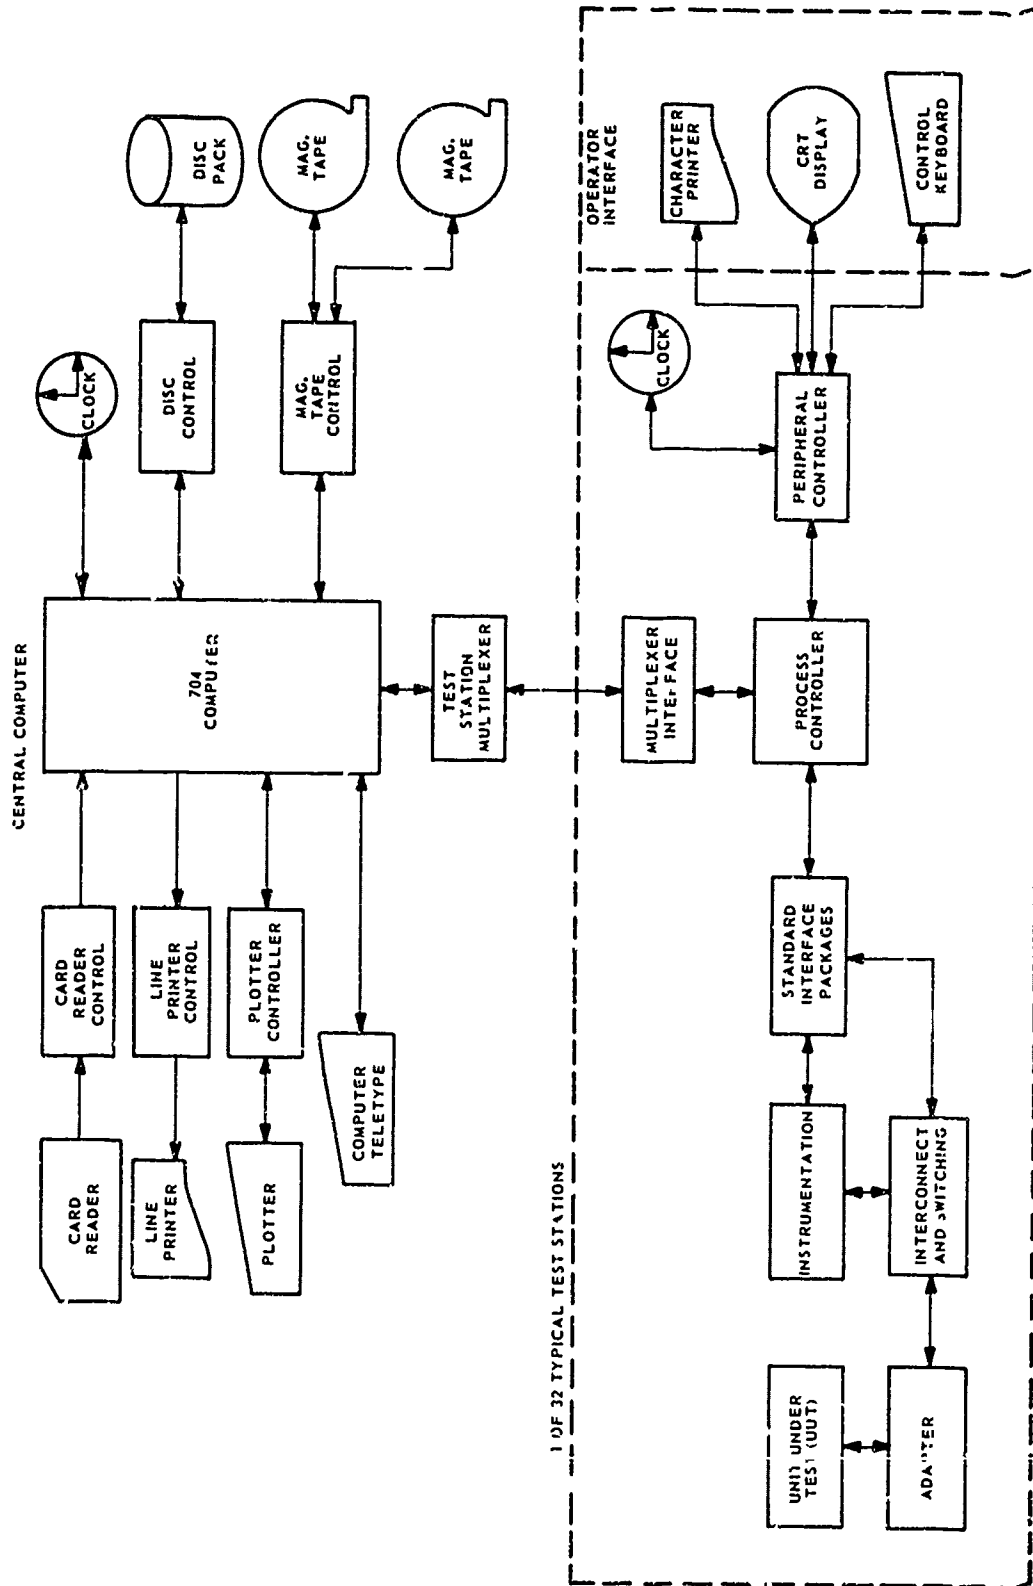 CENTRAL COMPUTER
CARD
READER
CARD
READER
CONTROL
704
COMPUTER
CLOCK
LINE
PRINTER
LINE
PRINTER
CONTROL
DISC
CONTROL
DISC
PACK
PLOTTER
PLOTTER
CONTROLLER
MAG.
TAPE
CONTROL
MAG.
TAPE
COMPUTER
TELETYPE
MAG.
TAPE
TEST
STATION
MULTIPLEXER
1 OF 32 TYPICAL TEST STATIONS
OPERATOR
INTERFACE
MULTIPLEXER
INTERFACE
CLOCK
CHARACTER
PRINTER
UNIT UNDER
TEST (UUT)
INSTRUMENTATION
STANDARD
INTERFACE
PACKAGES
PROCESS
CONTROLLER
PERIPHERAL
CONTROLLER
CRT
DISPLAY
ADAPTER
INTERCONNECT
AND SWITCHING
CONTROL
KEYBOARD